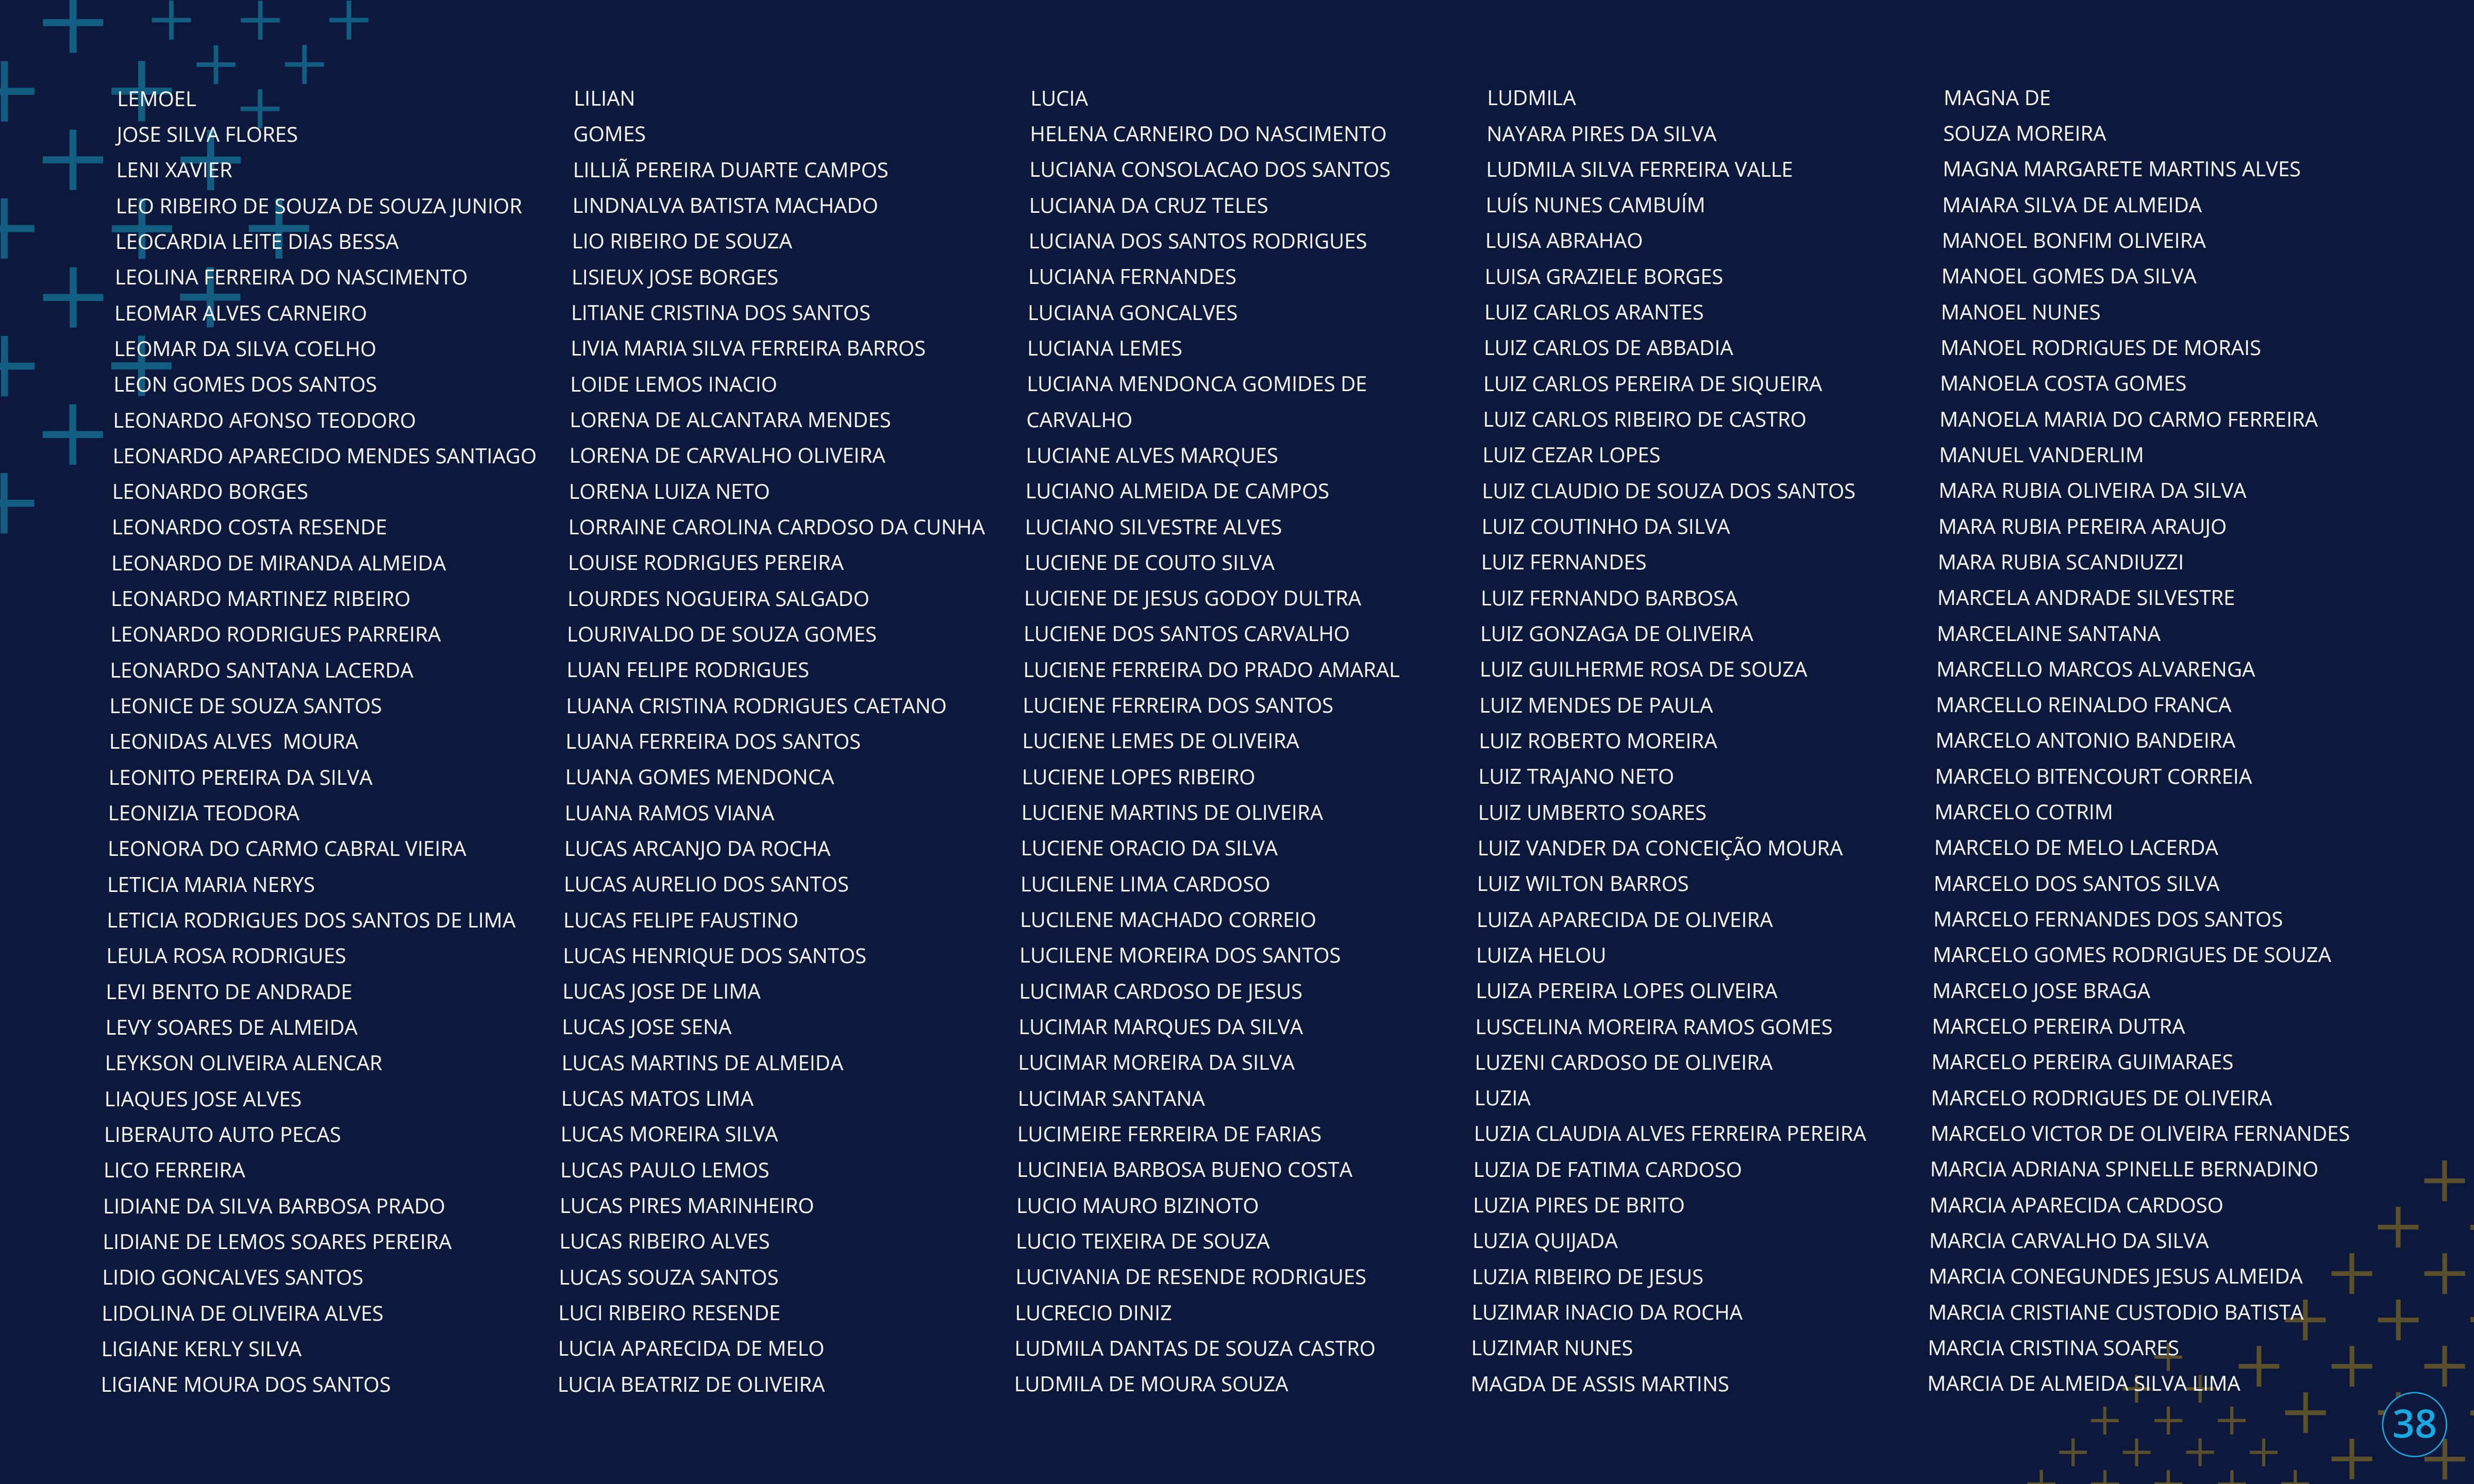 LEMOEL
JOSE SILVA FLORES
LENI XAVIER
LEO RIBEIRO DE SOUZA DE SOUZA JUNIOR
LEOCARDIA LEITE DIAS BESSA
LEOLINA FERREIRA DO NASCIMENTO
LEOMAR ALVES CARNEIRO
LEOMAR DA SILVA COELHO
LEON GOMES DOS SANTOS
LEONARDO AFONSO TEODORO
LEONARDO APARECIDO MENDES SANTIAGO
LEONARDO BORGES
LEONARDO COSTA RESENDE
LEONARDO DE MIRANDA ALMEIDA
LEONARDO MARTINEZ RIBEIRO
LEONARDO RODRIGUES PARREIRA
LEONARDO SANTANA LACERDA
LEONICE DE SOUZA SANTOS
LEONIDAS ALVES  MOURA
LEONITO PEREIRA DA SILVA
LEONIZIA TEODORA
LEONORA DO CARMO CABRAL VIEIRA
LETICIA MARIA NERYS
LETICIA RODRIGUES DOS SANTOS DE LIMA
LEULA ROSA RODRIGUES
LEVI BENTO DE ANDRADE
LEVY SOARES DE ALMEIDA
LEYKSON OLIVEIRA ALENCAR
LIAQUES JOSE ALVES
LIBERAUTO AUTO PECAS
LICO FERREIRA
LIDIANE DA SILVA BARBOSA PRADO
LIDIANE DE LEMOS SOARES PEREIRA
LIDIO GONCALVES SANTOS
LIDOLINA DE OLIVEIRA ALVES
LIGIANE KERLY SILVA
LIGIANE MOURA DOS SANTOS
LILIAN
GOMES
LILLIÃ PEREIRA DUARTE CAMPOS
LINDNALVA BATISTA MACHADO
LIO RIBEIRO DE SOUZA
LISIEUX JOSE BORGES
LITIANE CRISTINA DOS SANTOS
LIVIA MARIA SILVA FERREIRA BARROS
LOIDE LEMOS INACIO
LORENA DE ALCANTARA MENDES
LORENA DE CARVALHO OLIVEIRA
LORENA LUIZA NETO
LORRAINE CAROLINA CARDOSO DA CUNHA
LOUISE RODRIGUES PEREIRA
LOURDES NOGUEIRA SALGADO
LOURIVALDO DE SOUZA GOMES
LUAN FELIPE RODRIGUES
LUANA CRISTINA RODRIGUES CAETANO
LUANA FERREIRA DOS SANTOS
LUANA GOMES MENDONCA
LUANA RAMOS VIANA
LUCAS ARCANJO DA ROCHA
LUCAS AURELIO DOS SANTOS
LUCAS FELIPE FAUSTINO
LUCAS HENRIQUE DOS SANTOS
LUCAS JOSE DE LIMA
LUCAS JOSE SENA
LUCAS MARTINS DE ALMEIDA
LUCAS MATOS LIMA
LUCAS MOREIRA SILVA
LUCAS PAULO LEMOS
LUCAS PIRES MARINHEIRO
LUCAS RIBEIRO ALVES
LUCAS SOUZA SANTOS
LUCI RIBEIRO RESENDE
LUCIA APARECIDA DE MELO
LUCIA BEATRIZ DE OLIVEIRA
LUCIA
HELENA CARNEIRO DO NASCIMENTO
LUCIANA CONSOLACAO DOS SANTOS
LUCIANA DA CRUZ TELES
LUCIANA DOS SANTOS RODRIGUES
LUCIANA FERNANDES
LUCIANA GONCALVES
LUCIANA LEMES
LUCIANA MENDONCA GOMIDES DE
CARVALHO
LUCIANE ALVES MARQUES
LUCIANO ALMEIDA DE CAMPOS
LUCIANO SILVESTRE ALVES
LUCIENE DE COUTO SILVA
LUCIENE DE JESUS GODOY DULTRA
LUCIENE DOS SANTOS CARVALHO
LUCIENE FERREIRA DO PRADO AMARAL
LUCIENE FERREIRA DOS SANTOS
LUCIENE LEMES DE OLIVEIRA
LUCIENE LOPES RIBEIRO
LUCIENE MARTINS DE OLIVEIRA
LUCIENE ORACIO DA SILVA
LUCILENE LIMA CARDOSO
LUCILENE MACHADO CORREIO
LUCILENE MOREIRA DOS SANTOS
LUCIMAR CARDOSO DE JESUS
LUCIMAR MARQUES DA SILVA
LUCIMAR MOREIRA DA SILVA
LUCIMAR SANTANA
LUCIMEIRE FERREIRA DE FARIAS
LUCINEIA BARBOSA BUENO COSTA
LUCIO MAURO BIZINOTO
LUCIO TEIXEIRA DE SOUZA
LUCIVANIA DE RESENDE RODRIGUES
LUCRECIO DINIZ
LUDMILA DANTAS DE SOUZA CASTRO
LUDMILA DE MOURA SOUZA
LUDMILA
NAYARA PIRES DA SILVA
LUDMILA SILVA FERREIRA VALLE
LUÍS NUNES CAMBUÍM
LUISA ABRAHAO
LUISA GRAZIELE BORGES
LUIZ CARLOS ARANTES
LUIZ CARLOS DE ABBADIA
LUIZ CARLOS PEREIRA DE SIQUEIRA
LUIZ CARLOS RIBEIRO DE CASTRO
LUIZ CEZAR LOPES
LUIZ CLAUDIO DE SOUZA DOS SANTOS
LUIZ COUTINHO DA SILVA
LUIZ FERNANDES
LUIZ FERNANDO BARBOSA
LUIZ GONZAGA DE OLIVEIRA
LUIZ GUILHERME ROSA DE SOUZA
LUIZ MENDES DE PAULA
LUIZ ROBERTO MOREIRA
LUIZ TRAJANO NETO
LUIZ UMBERTO SOARES
LUIZ VANDER DA CONCEIÇÃO MOURA
LUIZ WILTON BARROS
LUIZA APARECIDA DE OLIVEIRA
LUIZA HELOU
LUIZA PEREIRA LOPES OLIVEIRA
LUSCELINA MOREIRA RAMOS GOMES
LUZENI CARDOSO DE OLIVEIRA
LUZIA
LUZIA CLAUDIA ALVES FERREIRA PEREIRA
LUZIA DE FATIMA CARDOSO
LUZIA PIRES DE BRITO
LUZIA QUIJADA
LUZIA RIBEIRO DE JESUS
LUZIMAR INACIO DA ROCHA
LUZIMAR NUNES
MAGDA DE ASSIS MARTINS
MAGNA DE
SOUZA MOREIRA
MAGNA MARGARETE MARTINS ALVES
MAIARA SILVA DE ALMEIDA
MANOEL BONFIM OLIVEIRA
MANOEL GOMES DA SILVA
MANOEL NUNES
MANOEL RODRIGUES DE MORAIS
MANOELA COSTA GOMES
MANOELA MARIA DO CARMO FERREIRA
MANUEL VANDERLIM
MARA RUBIA OLIVEIRA DA SILVA
MARA RUBIA PEREIRA ARAUJO
MARA RUBIA SCANDIUZZI
MARCELA ANDRADE SILVESTRE
MARCELAINE SANTANA
MARCELLO MARCOS ALVARENGA
MARCELLO REINALDO FRANCA
MARCELO ANTONIO BANDEIRA
MARCELO BITENCOURT CORREIA
MARCELO COTRIM
MARCELO DE MELO LACERDA
MARCELO DOS SANTOS SILVA
MARCELO FERNANDES DOS SANTOS
MARCELO GOMES RODRIGUES DE SOUZA
MARCELO JOSE BRAGA
MARCELO PEREIRA DUTRA
MARCELO PEREIRA GUIMARAES
MARCELO RODRIGUES DE OLIVEIRA
MARCELO VICTOR DE OLIVEIRA FERNANDES
MARCIA ADRIANA SPINELLE BERNADINO
MARCIA APARECIDA CARDOSO
MARCIA CARVALHO DA SILVA
MARCIA CONEGUNDES JESUS ALMEIDA
MARCIA CRISTIANE CUSTODIO BATISTA
MARCIA CRISTINA SOARES
MARCIA DE ALMEIDA SILVA LIMA
38